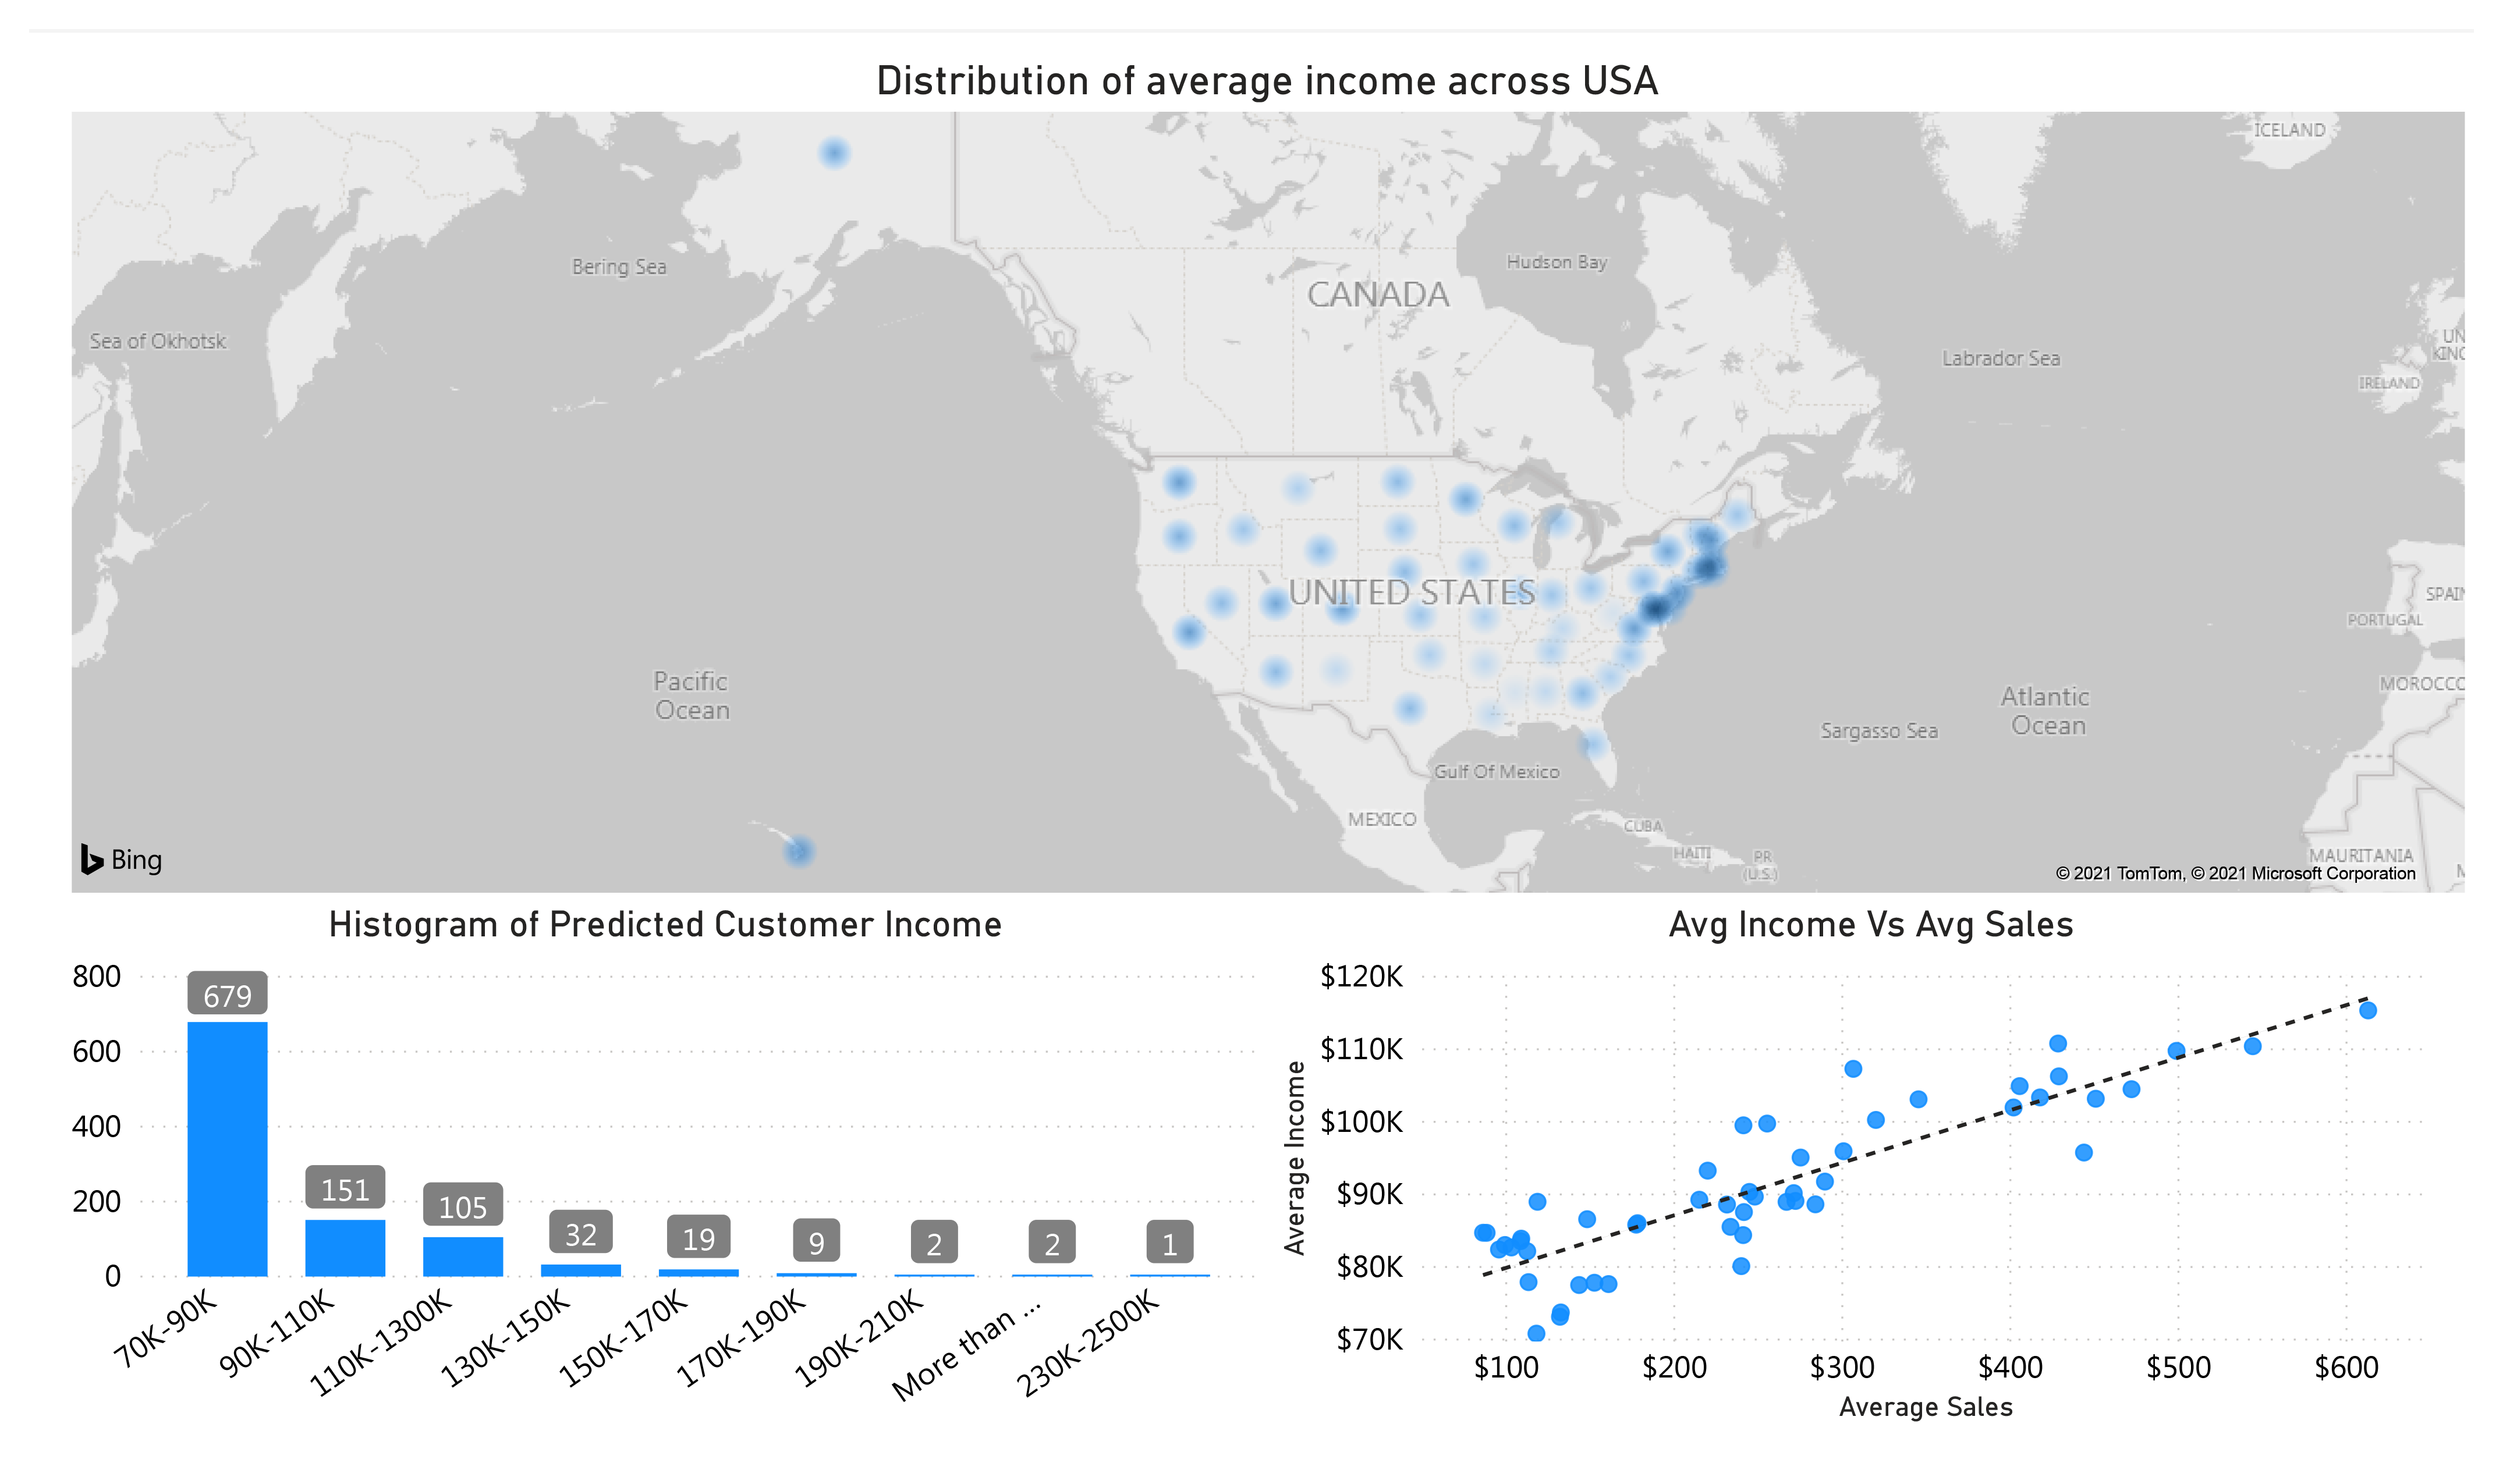 Distribution of average income across USA
ICELAND
Bering Sea
Hudson Bay
CANADA
Sea of Okhotsk
Labrador Sea
IRELAND
UNITED STATES
PORTUGAL
Pacific
Ocean
Atlantic
Ocean
Sargasso Sea
Gulf Of Mexico
MEXICO
CUBA
HAITI
PR
(U.S.)
MAURITANIA
Bing
© 2021 TomTom, © 2021 Microsoft Corporation
Histogram of Predicted Customer Income
800
600
400
200
0
679
151
105
32
19
9
2
2
1
70K-90K
90K-110K
110K-1300K
130K-150K
150K-170K
170K-190K
190K-210K
More than ...
230K-2500K
Avg Income Vs Avg Sales
Average Income
$120K
$110K
$100K
$90K
$80K
$70K
$100
$200
$300
$400
$500
$600
Average Sales